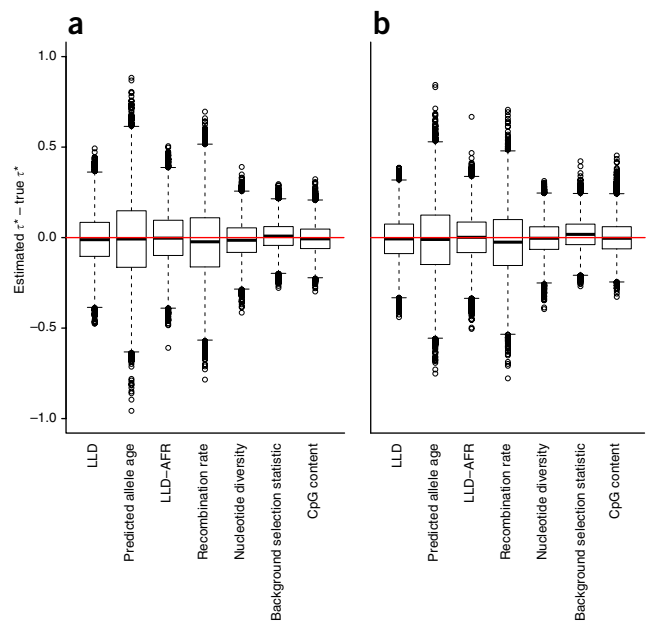 a
b
Estimated τ* − true τ*
1.0
0.5
0.0
−0.5
−1.0
LLD
Predicted allele age
LLD−AFR
Recombination rate
Nucleotide diversity
Background selection statistic
CpG content
LLD
Predicted allele age
LLD−AFR
Recombination rate
Nucleotide diversity
Background selection statistic
CpG content